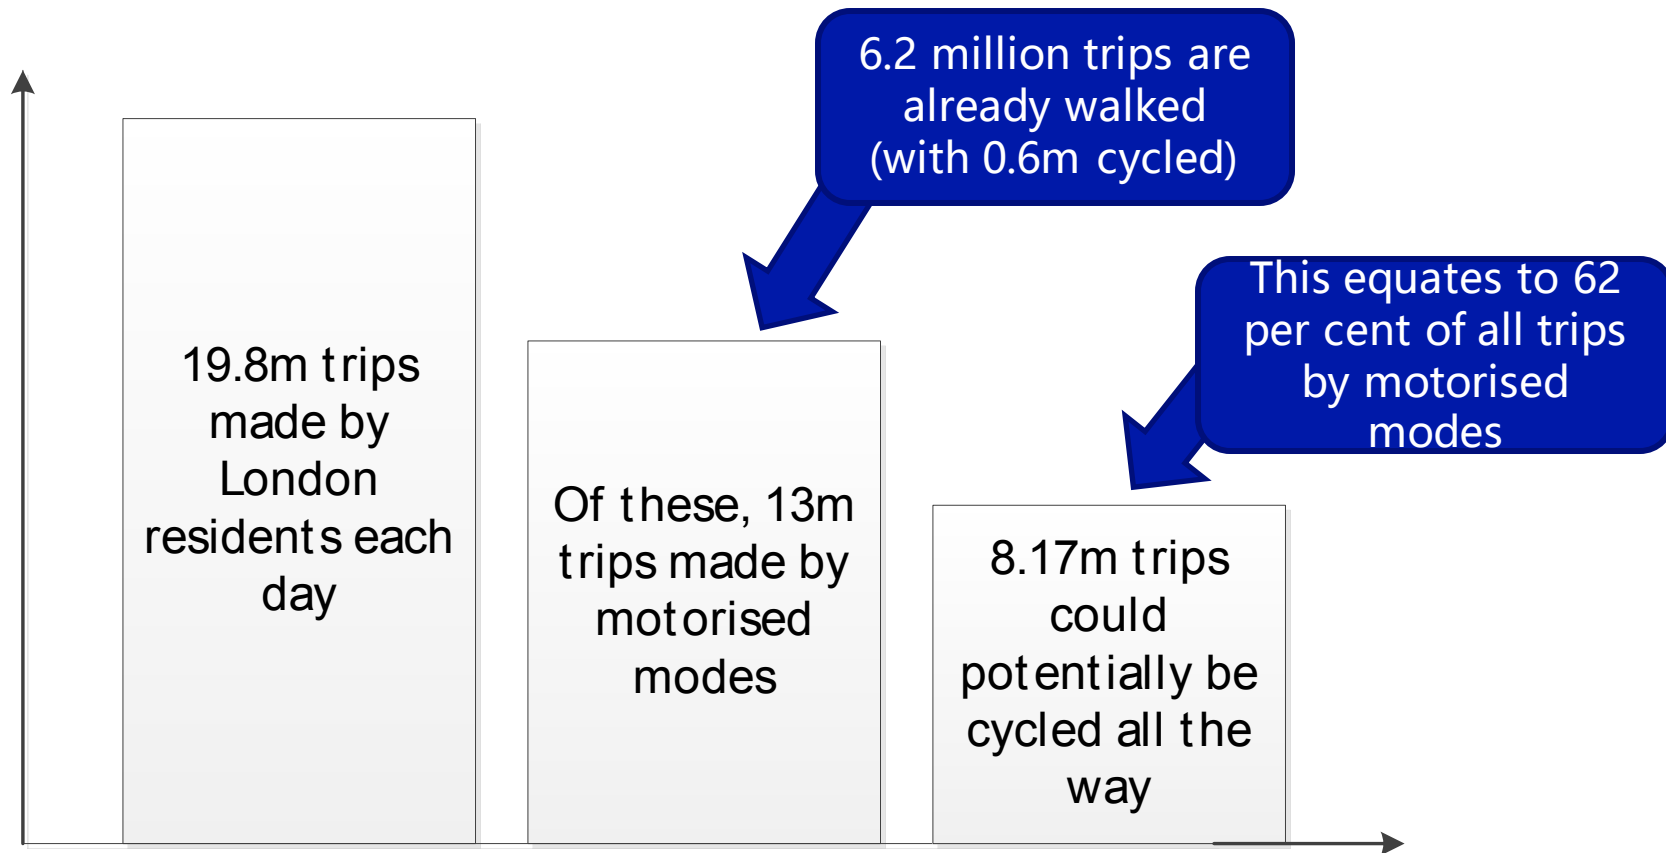 6.2 million trips are
already walked
(with 0.6m cycled)
This equates to 62
per cent of all trips
by motorised
modes
19.8m trips
made by
London
residents each
day
Of these, 13m
trips made by
motorised
modes
8.17m trips
could
potentially be
cycled all the
way